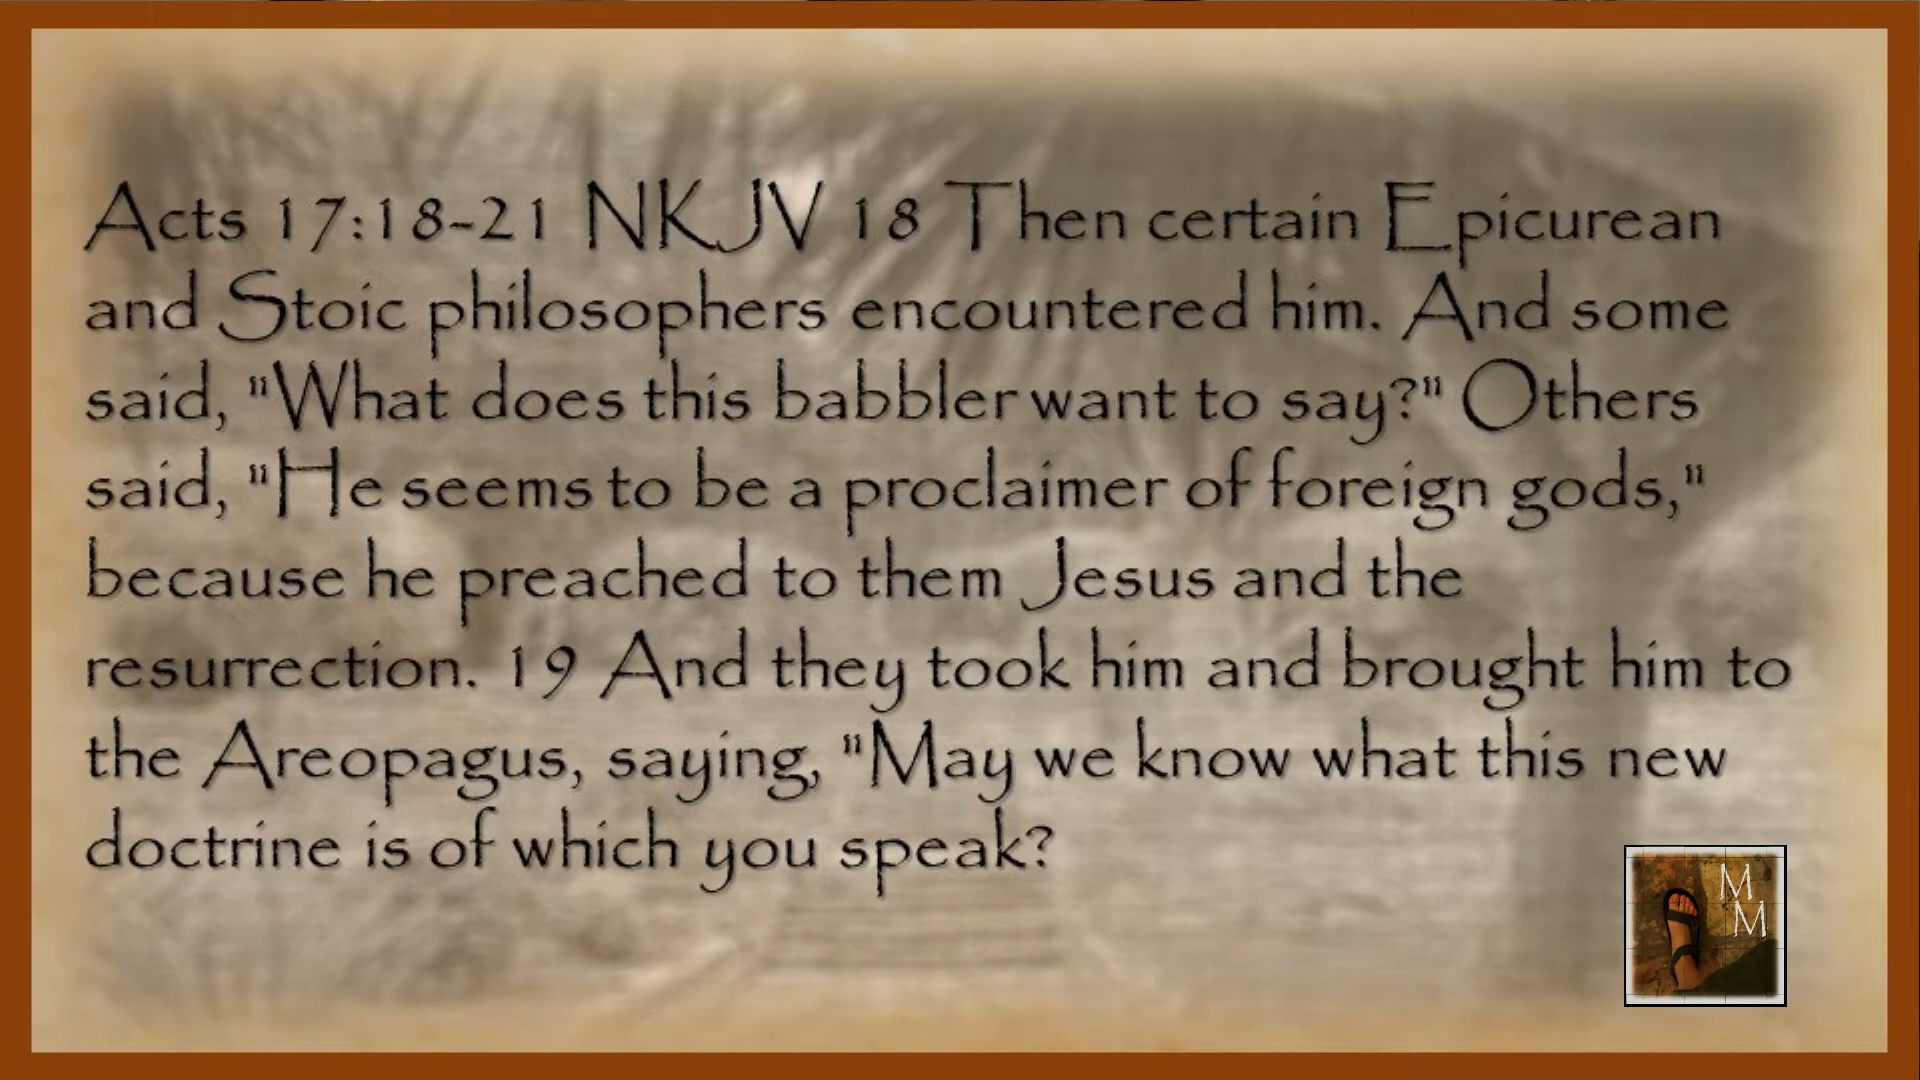 Acts 17:18-21 NKJV 18 Then certain Epicurean
and Stoic philosophers encountered him. And some
said, "What does this babbler want to say?" Others
said, "He seems to be a proclaimer of foreign gods,"
because he preached to them Jesus and the
resurrection. 19 And they took him and brought him to
the Areopagus, saying, "May we know what this new
doctrine is of which you speak?
M
M